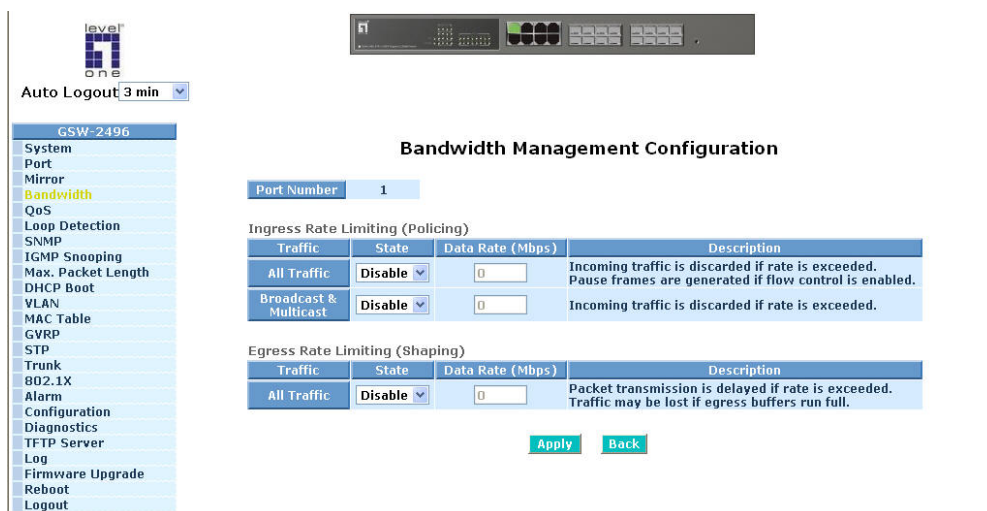 level
one
Auto Logout 3 min
GSW-2496
System
Port
Mirror
Bandwidth
QoS
Loop Detection
SNMP
IGMP Snooping
Max. Packet Length
DHCP Boot
VLAN
MAC Table
GVRP
STP
Trunk
802.1X
Alarm
Configuration
Diagnostics
TFTP Server
Log
Firmware Upgrade
Reboot
Logout
Bandwidth Management Configuration
Port Number 1
Ingress Rate Limiting (Policing)
Traffic State Data Rate (Mbps) Description
All Traffic Disable 0 Incoming traffic is discarded if rate is exceeded.
Pause frames are generated if flow control is enabled.
Broadcast &
Multicast Disable 0 Incoming traffic is discarded if rate is exceeded.
Egress Rate Limiting (Shaping)
Traffic State Data Rate (Mbps) Description
All Traffic Disable 0 Packet transmission is delayed if rate is exceeded.
Traffic may be lost if egress buffers run full.
Apply Back